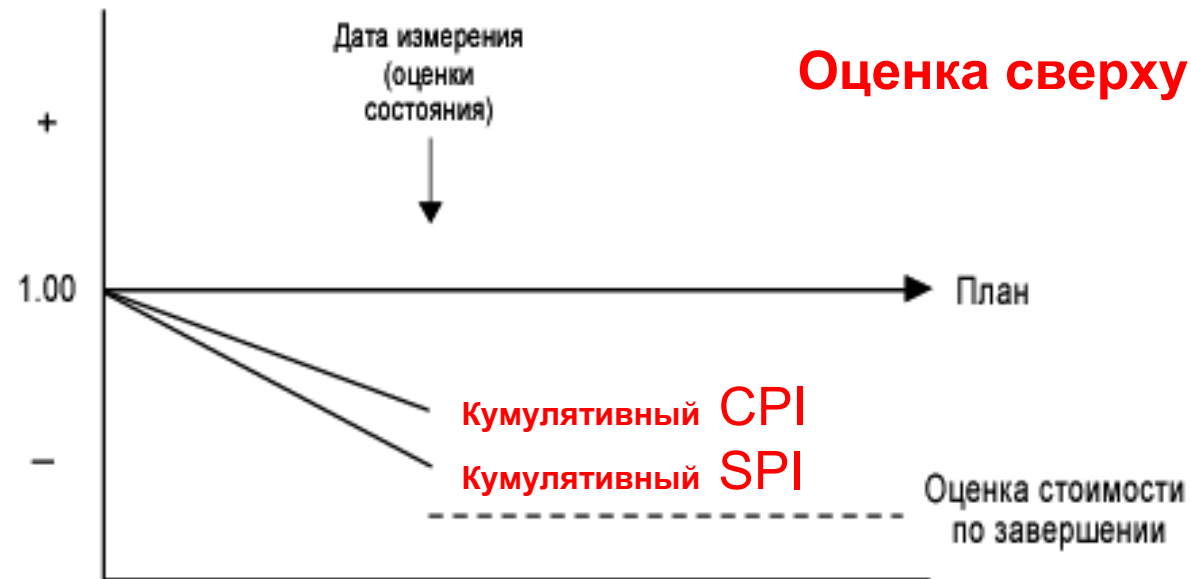 Дата измерения
(оценки
состояния)
Оценка сверху
+
1.00
План
Кумулятивный CPI
–
Кумулятивный SPI
Оценка стоимости
по завершении